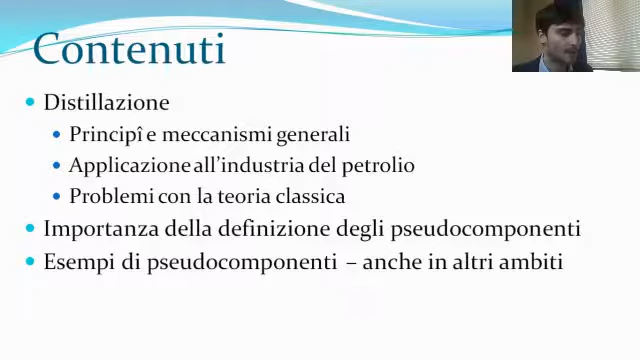 Contenuti
Distillazione
Principî e meccanismi generali
Applicazione all’industria del petrolio
Problemi con la teoria classica
Importanza della definizione degli pseudocomponenti
Esempi di pseudocomponenti – anche in altri ambiti